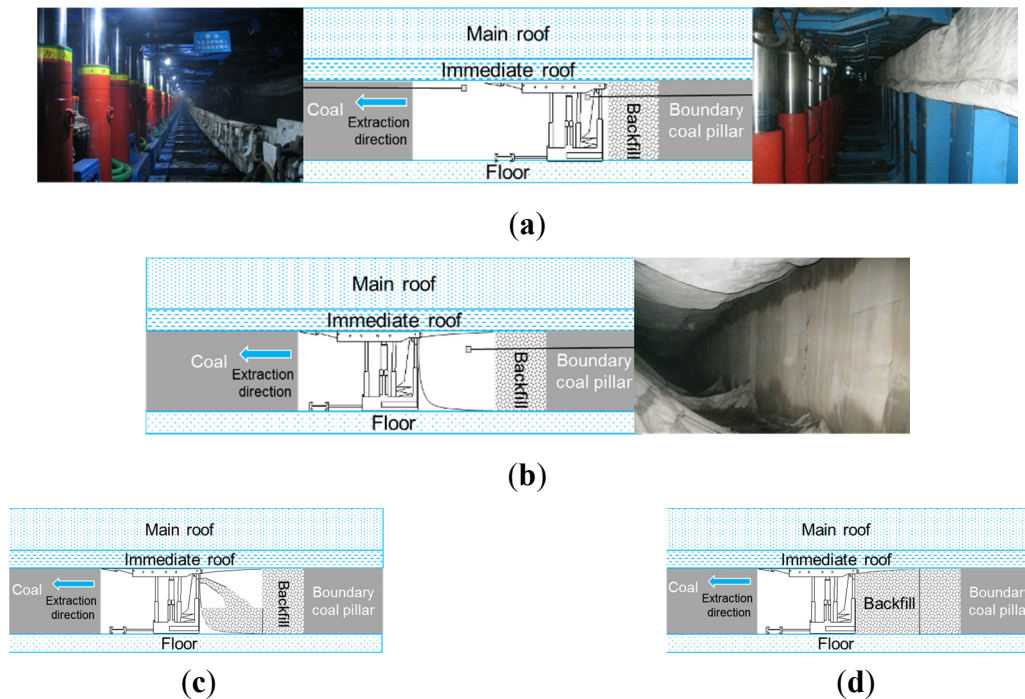 Main roof
Immediate roof
Coal
Extraction
direction
Backfill
Boundary
coal pillar
Floor
(a)
Main roof
Immediate roof
Coal
Extraction
direction
Backfill
Boundary
coal pillar
Floor
(b)
Main roof
Immediate roof
Coal
Extraction
direction
Backfill
Boundary
coal pillar
Floor
(c)
Main roof
Immediate roof
Coal
Extraction
direction
Backfill
Boundary
coal pillar
Floor
(d)